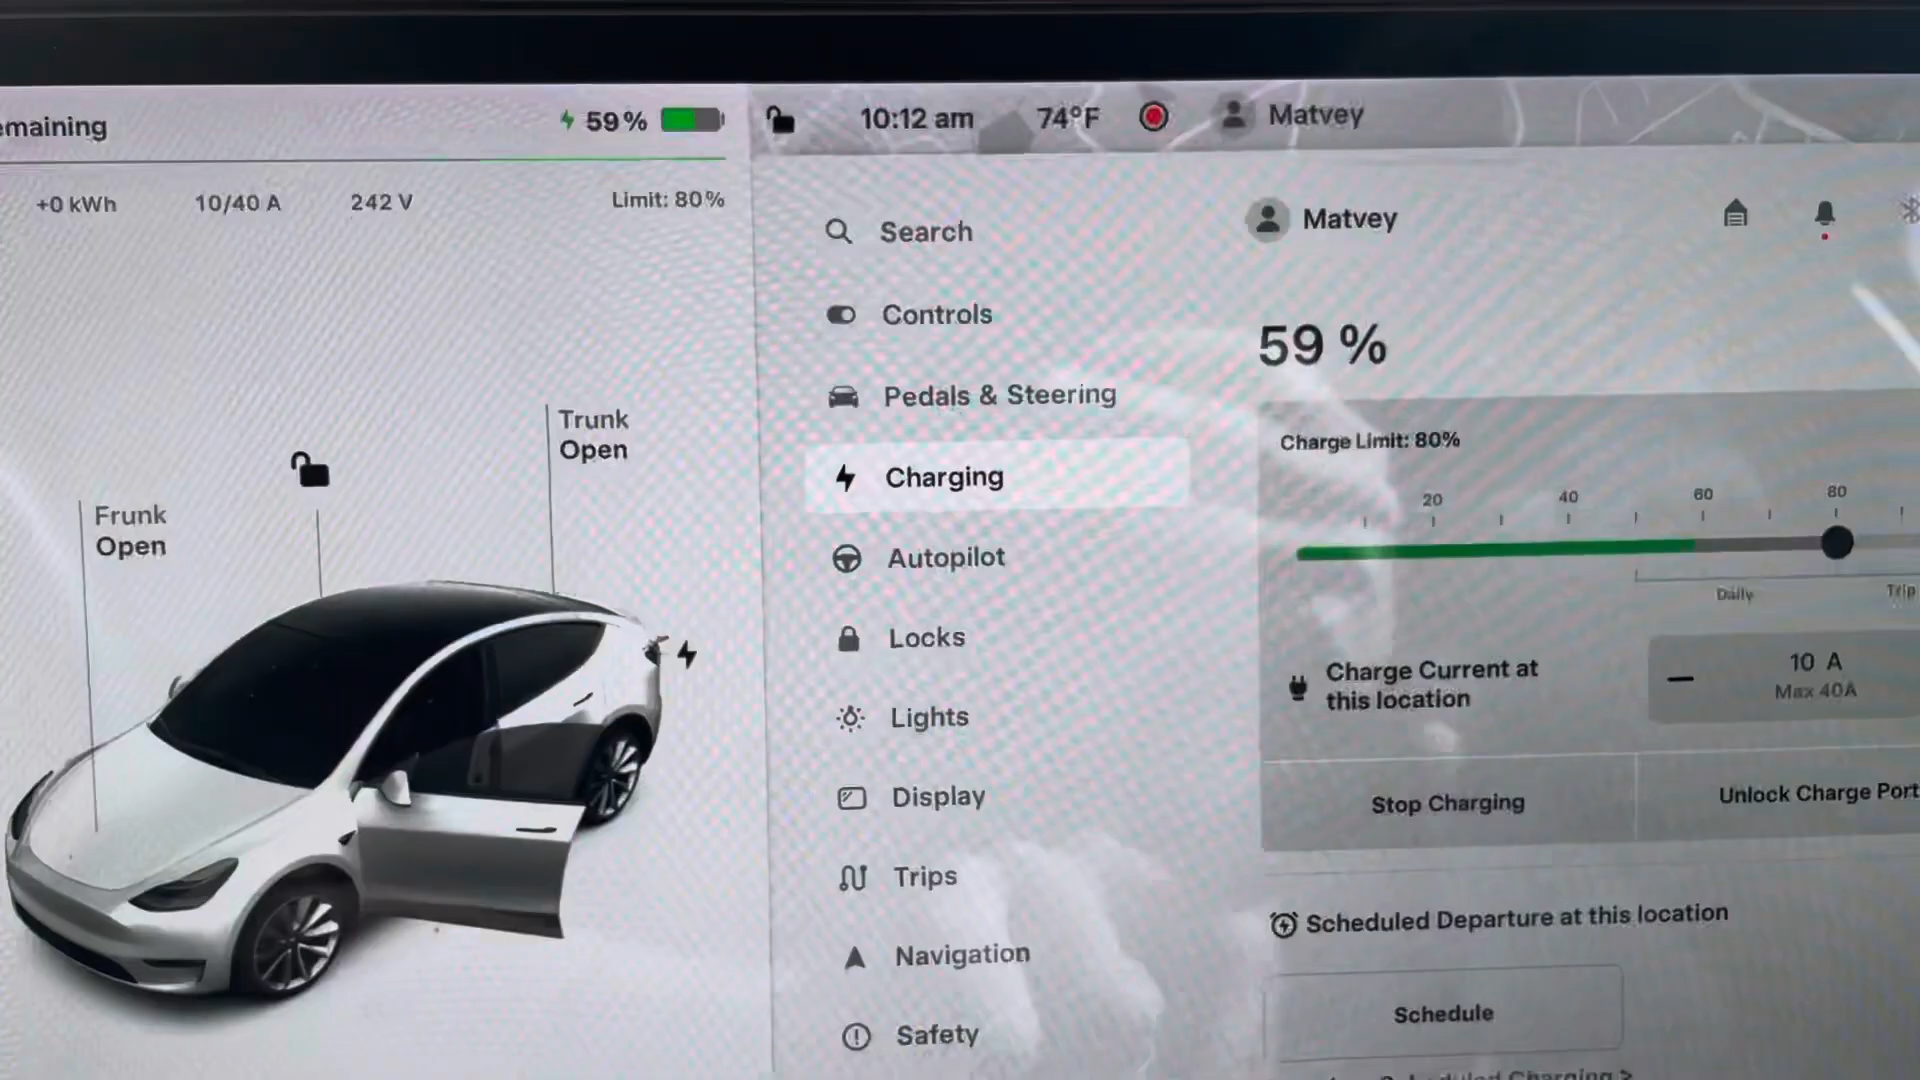 emaining
59%
+0 kWh
10/40 A
242 V
Limit: 80%
Frunk
Open
Trunk
Open
10:12 am
74°F
Matvey
Search
Controls
Pedals & Steering
Charging
Autopilot
Locks
Lights
Display
Trips
Navigation
Safety
Matvey
59 %
Charge Limit: 80%
20
40
60
80
Daily
Trip
Charge Current at
this location
10 A
Max 40A
Stop Charging
Unlock Charge Port
Scheduled Departure at this location
Schedule
Scheduled Charging >